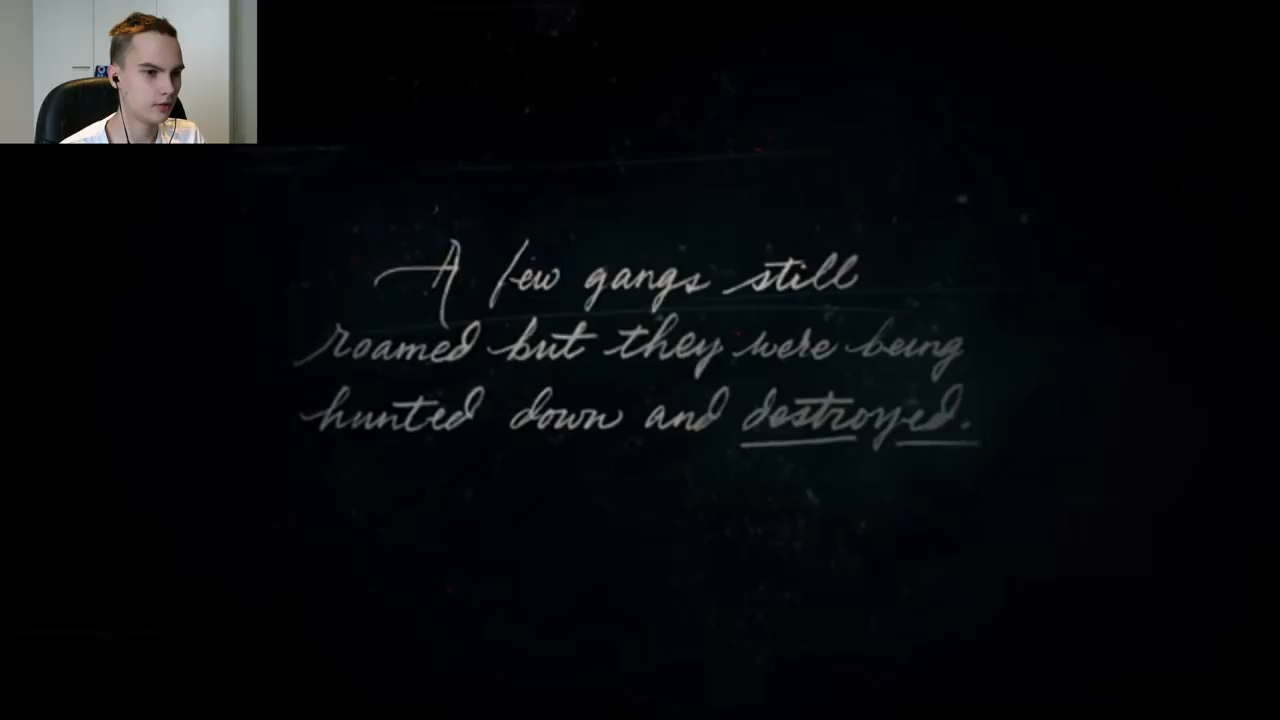 A few gangs still
roamed but they were being
hunted down and destroyed.